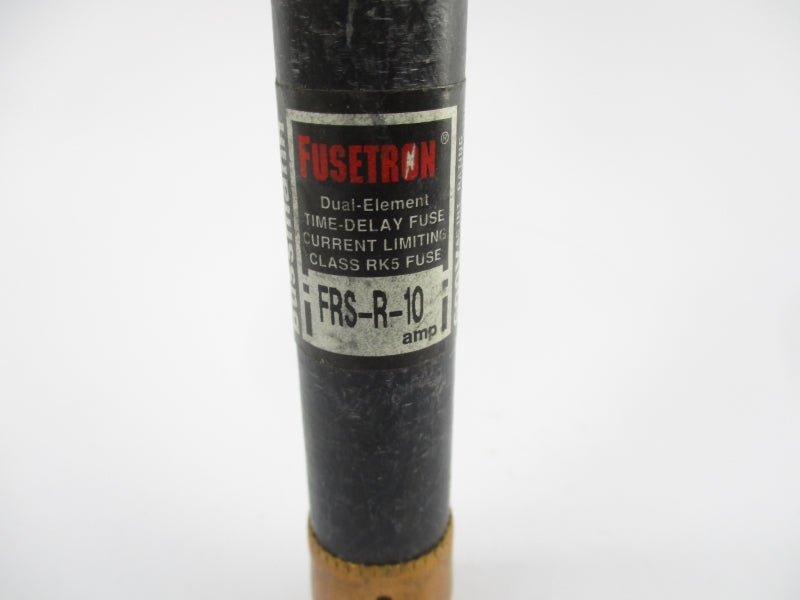 FUSETRON®
Dual-Element
TIME-DELAY FUSE
CURRENT LIMITING
CLASS RK5 FUSE
FRS-R-10
amp